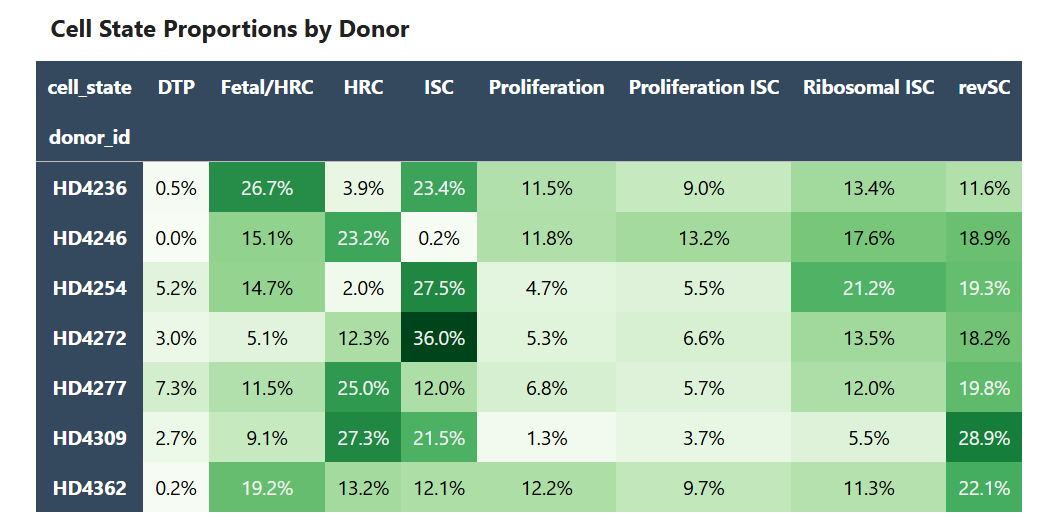 Cell State Proportions by Donor
cell_state DTP Fetal/HRC HRC ISC Proliferation Proliferation ISC Ribosomal ISC revSC
donor_id
HD4236 0.5% 26.7% 3.9% 23.4% 11.5% 9.0% 13.4% 11.6%
HD4246 0.0% 15.1% 23.2% 0.2% 11.8% 13.2% 17.6% 18.9%
HD4254 5.2% 14.7% 2.0% 27.5% 4.7% 5.5% 21.2% 19.3%
HD4272 3.0% 5.1% 12.3% 36.0% 5.3% 6.6% 13.5% 18.2%
HD4277 7.3% 11.5% 25.0% 12.0% 6.8% 5.7% 12.0% 19.8%
HD4309 2.7% 9.1% 27.3% 21.5% 1.3% 3.7% 5.5% 28.9%
HD4362 0.2% 19.2% 13.2% 12.1% 12.2% 9.7% 11.3% 22.1%